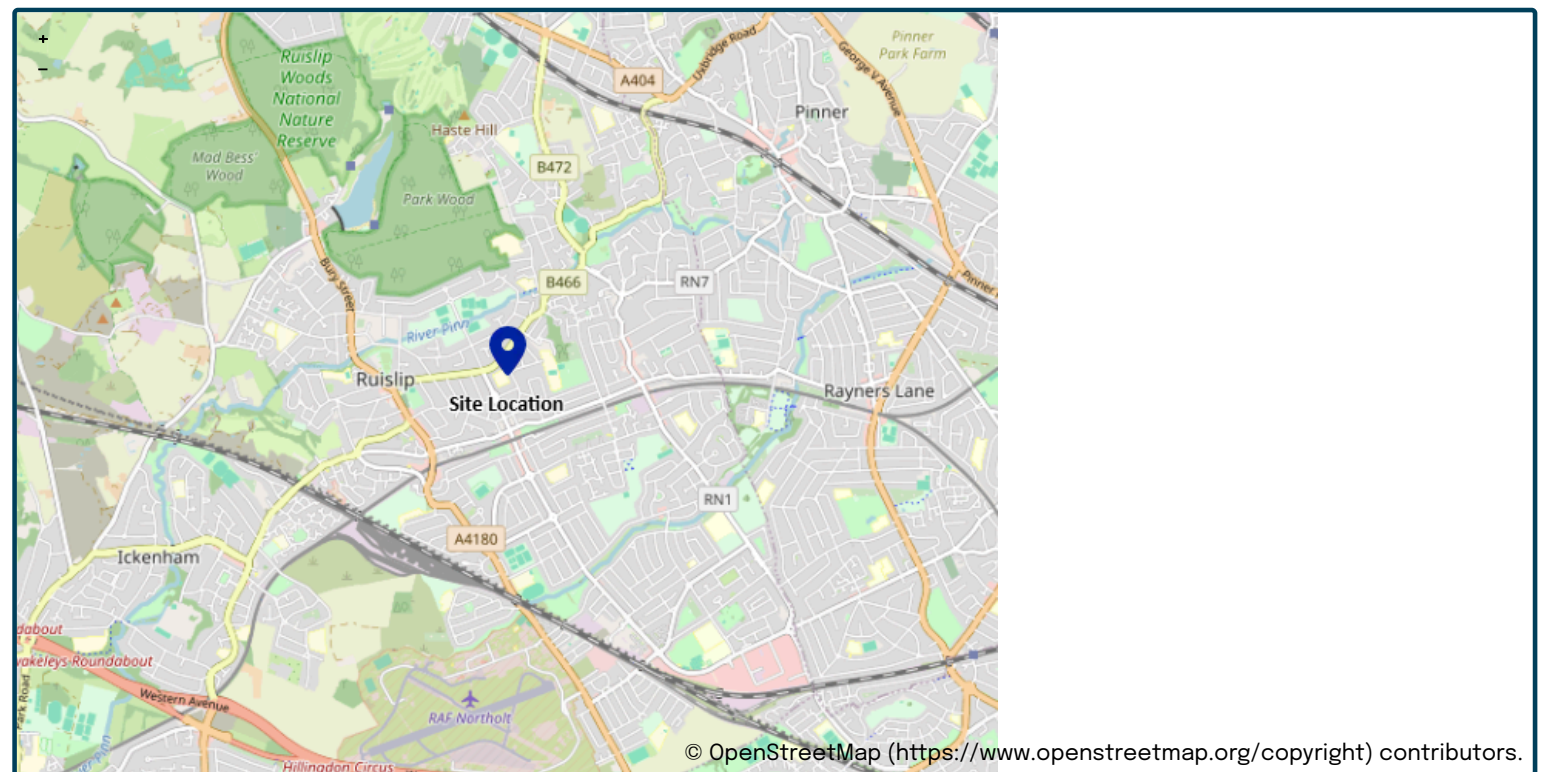 +
−
Ruislip
Woods
National
Nature
Reserve
Mad Bess'
Wood
Haste Hill
Park Wood
A404
Uxbridge Road
George V Avenue
Pinner
Park Farm
Pinner
B472
B466
RN7
Bury Street
River Pinn
Ruislip
Site Location
Rayners Lane
RN1
A4180
Ickenham
Western Avenue
RAF Northolt
Hillingdon Circus
Park Road
© OpenStreetMap (https://www.openstreetmap.org/copyright) contributors.